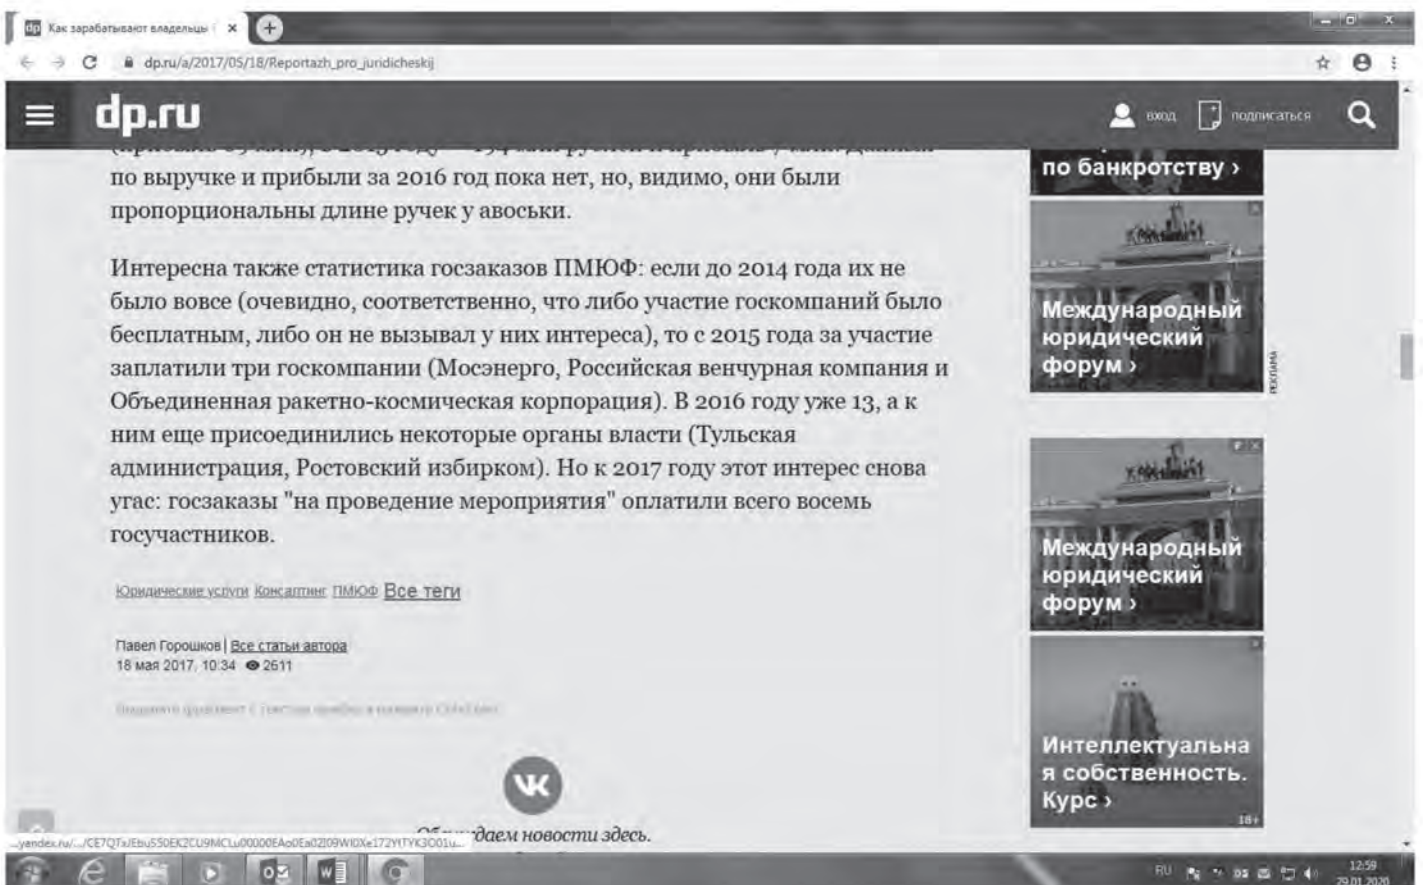 dp Как зарабатывают владельцы
dp.ru/a/2017/05/18/Reportazh_pro_juridicheskij
dp.ru
вход подписаться
по выручке и прибыли за 2016 год пока нет, но, видимо, они были
пропорциональны длине ручек у авоськи.
Интересна также статистика госзаказов ПМЮФ: если до 2014 года их не
было вовсе (очевидно, соответственно, что либо участие госкомпаний было
бесплатным, либо он не вызывал у них интереса), то с 2015 года за участие
заплатили три госкомпании (Мосэнерго, Российская венчурная компания и
Объединенная ракетно-космическая корпорация). В 2016 году уже 13, а к
ним еще присоединились некоторые органы власти (Тульская
администрация, Ростовский избирком). Но к 2017 году этот интерес снова
угас: госзаказы "на проведение мероприятия" оплатили всего восемь
госучастников.
Юридические услуги Консалтинг ПМЮФ Все теги
Павел Горошков | Все статьи автора
18 мая 2017, 10:34 2611
новости здесь.
по банкротству ›
Международный
юридический
форум ›
РЕКЛАМА
Международный
юридический
форум ›
Интеллектуальна
я собственность.
Курс ›
18+
RU
12:59
29.01.2020